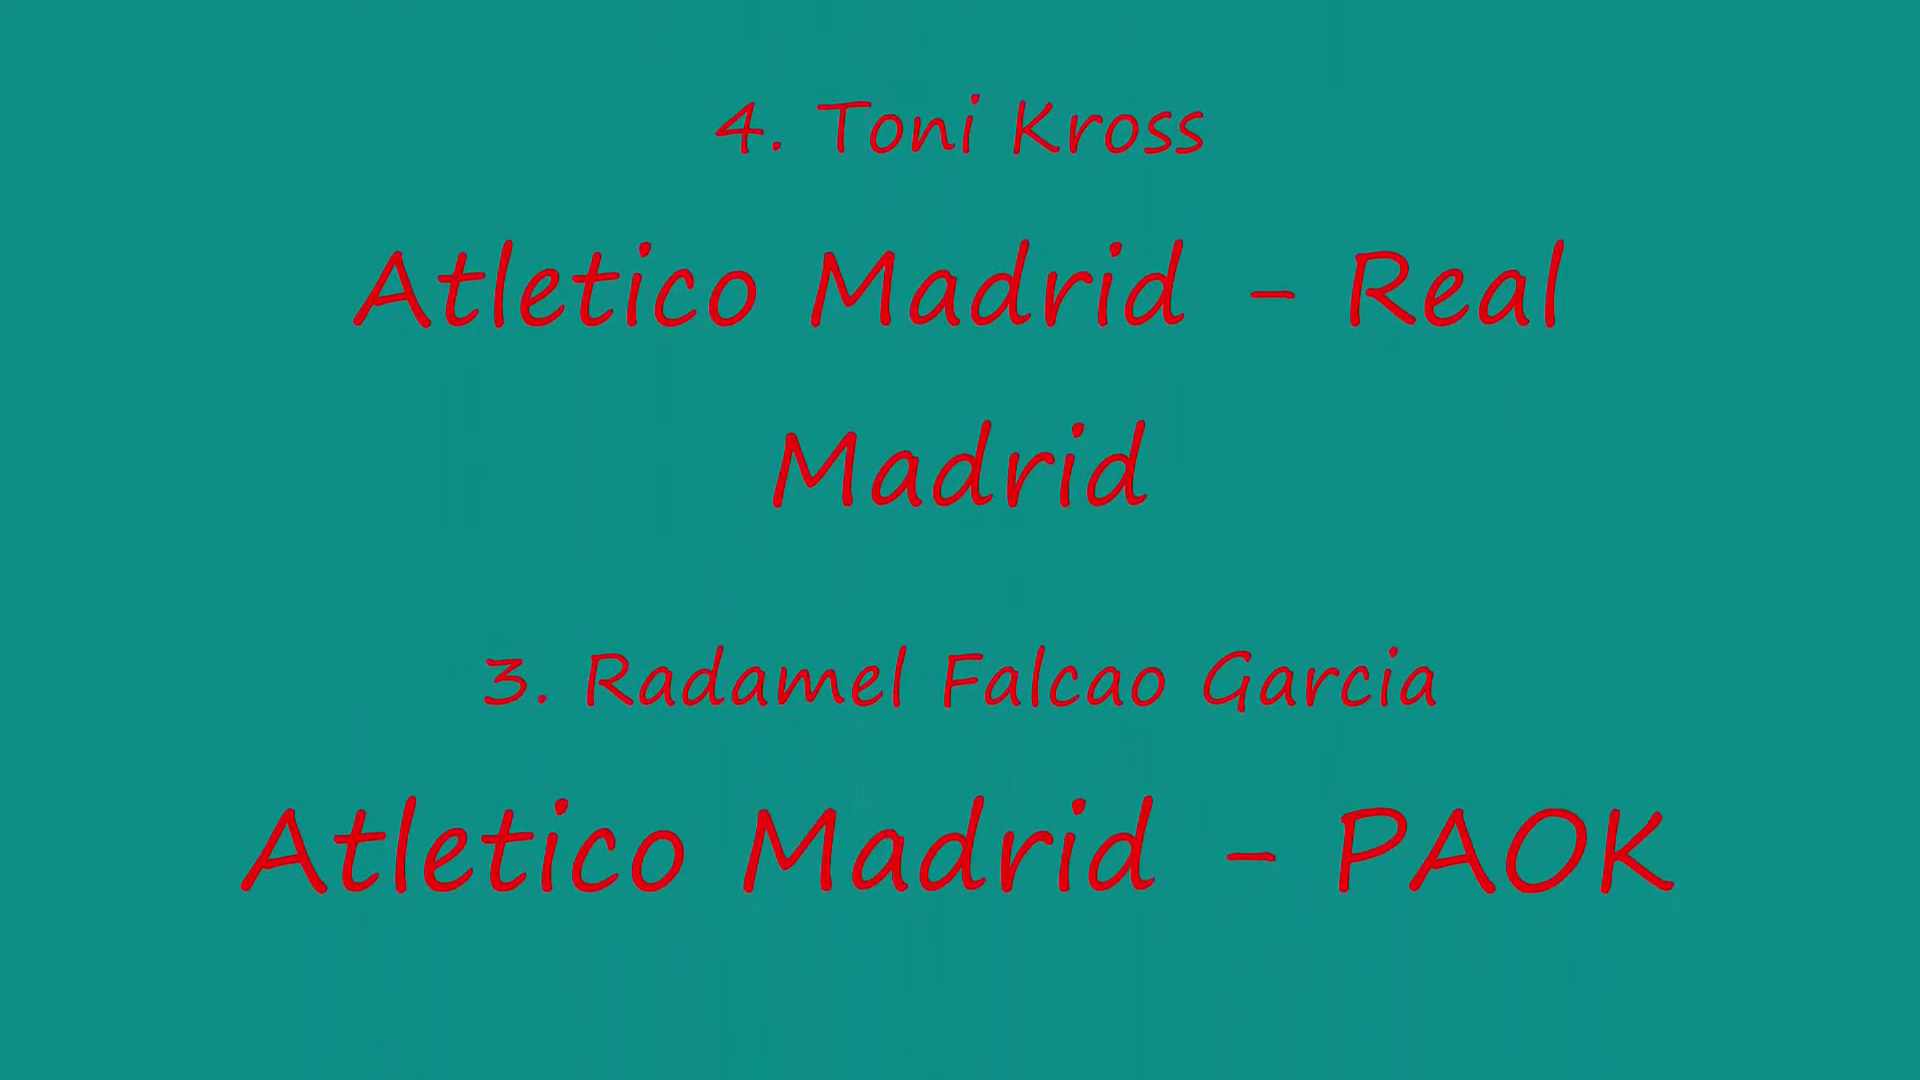 4. Toni Kross
Atletico Madrid - Real
Madrid
3. Radamel Falcao Garcia
Atletico Madrid - PAOK